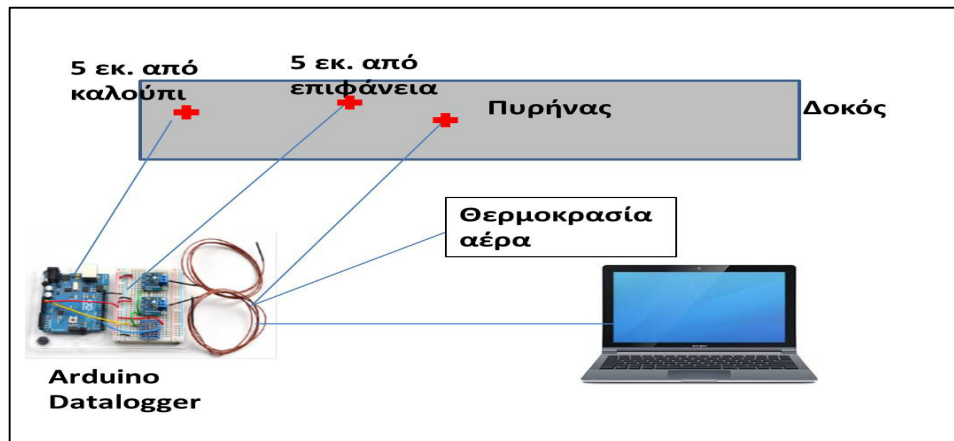 5 εκ. από
καλούπι
5 εκ. από
επιφάνεια
Πυρήνας
Δοκός
Θερμοκρασία
αέρα
Arduino
Datalogger